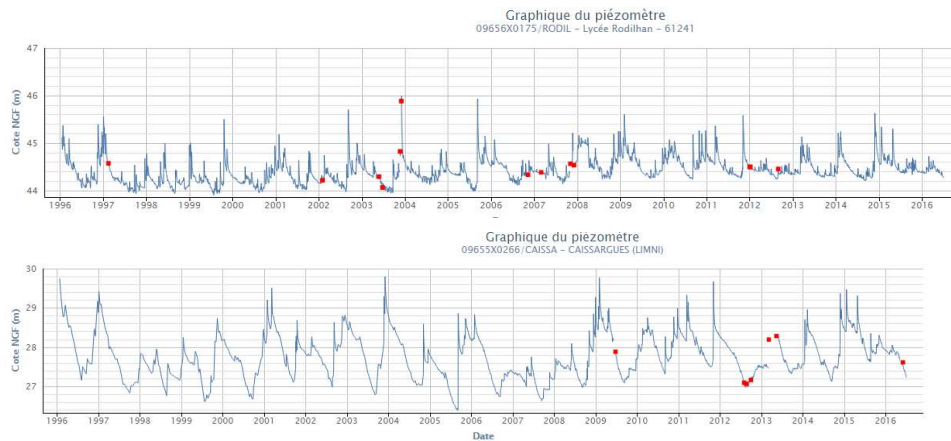 Graphique du piézomètre
09656X0175/RODIL - Lycée Rodilhan - 61241
47
46
45
44
Cote NGF (m)
1996 1997 1998 1999 2000 2001 2002 2003 2004 2005 2006 2007 2008 2009 2010 2011 2012 2013 2014 2015 2016
Graphique du piézomètre
09655X0266/CAISSA - CAISSARGUES (LIMNI)
30
29
28
27
Cote NGF (m)
1996 1997 1998 1999 2000 2001 2002 2003 2004 2005 2006 2007 2008 2009 2010 2011 2012 2013 2014 2015 2016
Date